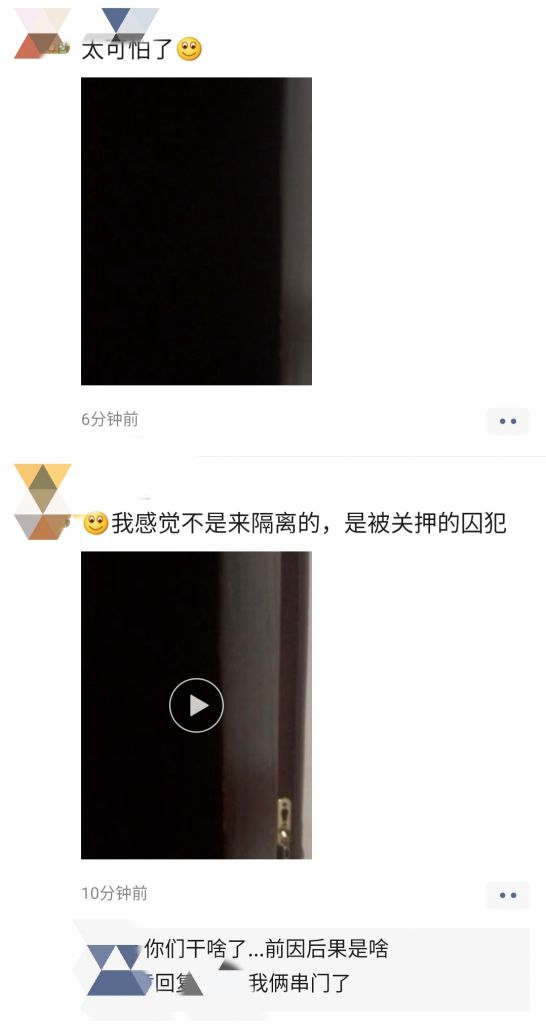 太可怕了
6分钟前
我感觉不是来隔离的，是被关押的囚犯
10分钟前
你们干啥了...前因后果是啥
回复 我俩串门了